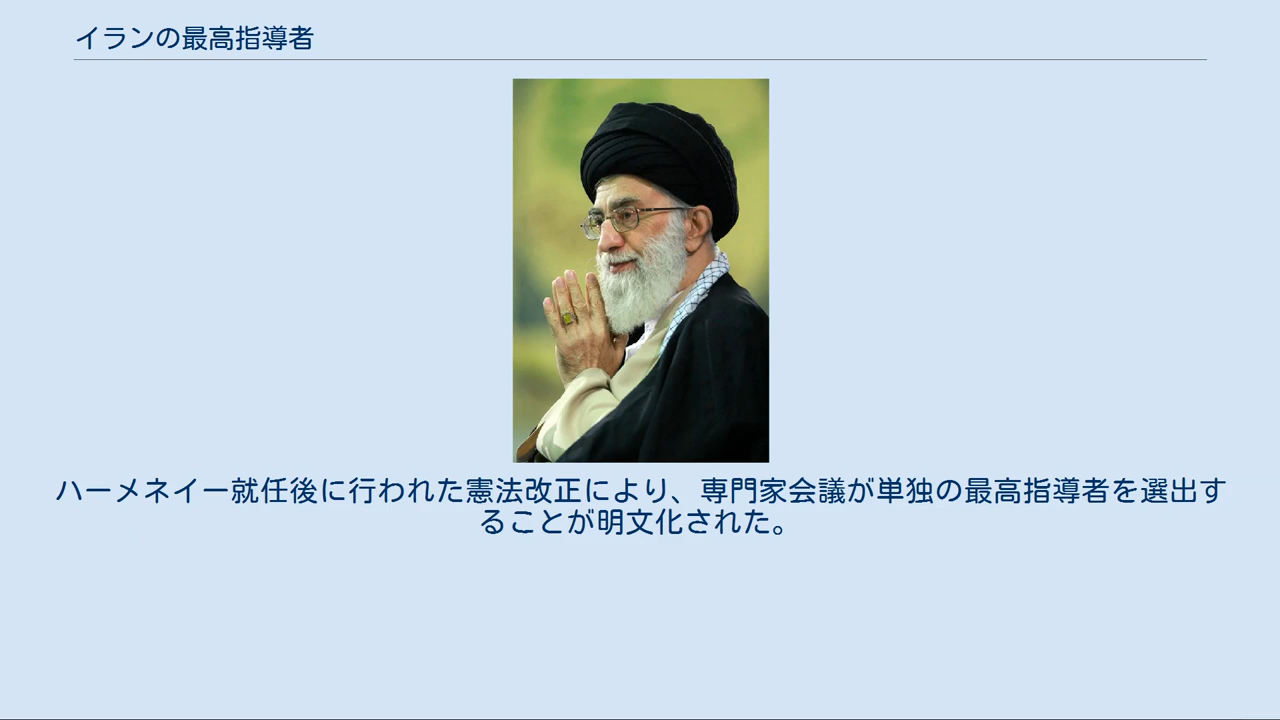 イランの最高指導者
ハーメネイー就任後に行われた憲法改正により、専門家会議が単独の最高指導者を選出す
ることが明文化された。